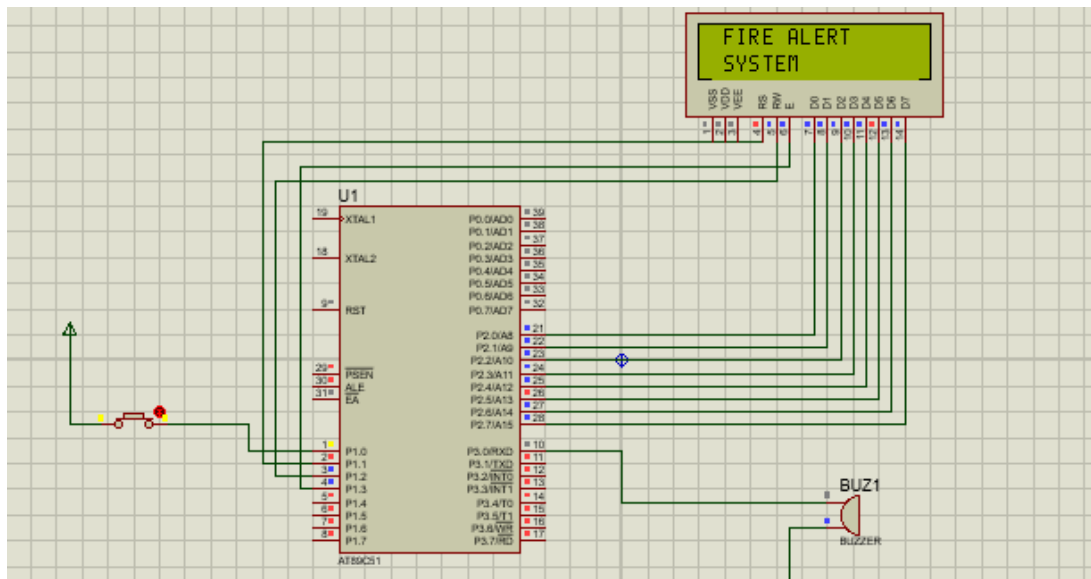 FIRE ALERT
SYSTEM
VSS VDD VEE RS RW E D0 D1 D2 D3 D4 D5 D6 D7
1 2 3 4 5 6 7 8 9 10 11 12 13 14
U1
19 XTAL1
18 XTAL2
9 RST
29 PSEN
30 ALE
31 EA
1 P1.0
2 P1.1
3 P1.2
4 P1.3
5 P1.4
6 P1.5
7 P1.6
8 P1.7
P0.0/AD0 39
P0.1/AD1 38
P0.2/AD2 37
P0.3/AD3 36
P0.4/AD4 35
P0.5/AD5 34
P0.6/AD6 33
P0.7/AD7 32
P2.0/A8 21
P2.1/A9 22
P2.2/A10 23
P2.3/A11 24
P2.4/A12 25
P2.5/A13 26
P2.6/A14 27
P2.7/A15 28
P3.0/RXD 10
P3.1/TXD 11
P3.2/INT0 12
P3.3/INT1 13
P3.4/T0 14
P3.5/T1 15
P3.6/WR 16
P3.7/RD 17
AT89C51
BUZ1
BUZZER